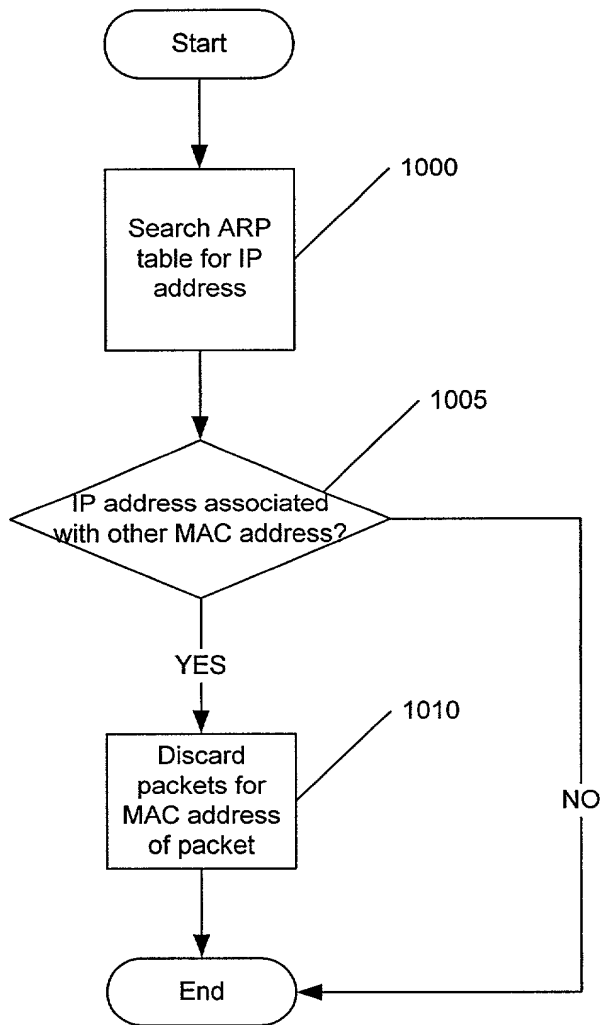 Start
1000
Search ARP
table for IP
address
1005
IP address associated
with other MAC address?
YES
1010
Discard
packets for
MAC address
of packet
NO
End